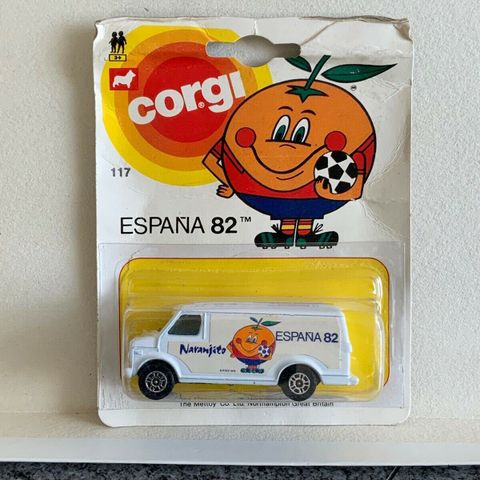 3+
corgi®
117
ESPAÑA 82™
Naranjito
ESPAÑA 82
The Mettoy Co. Ltd. Northampton Great Britain